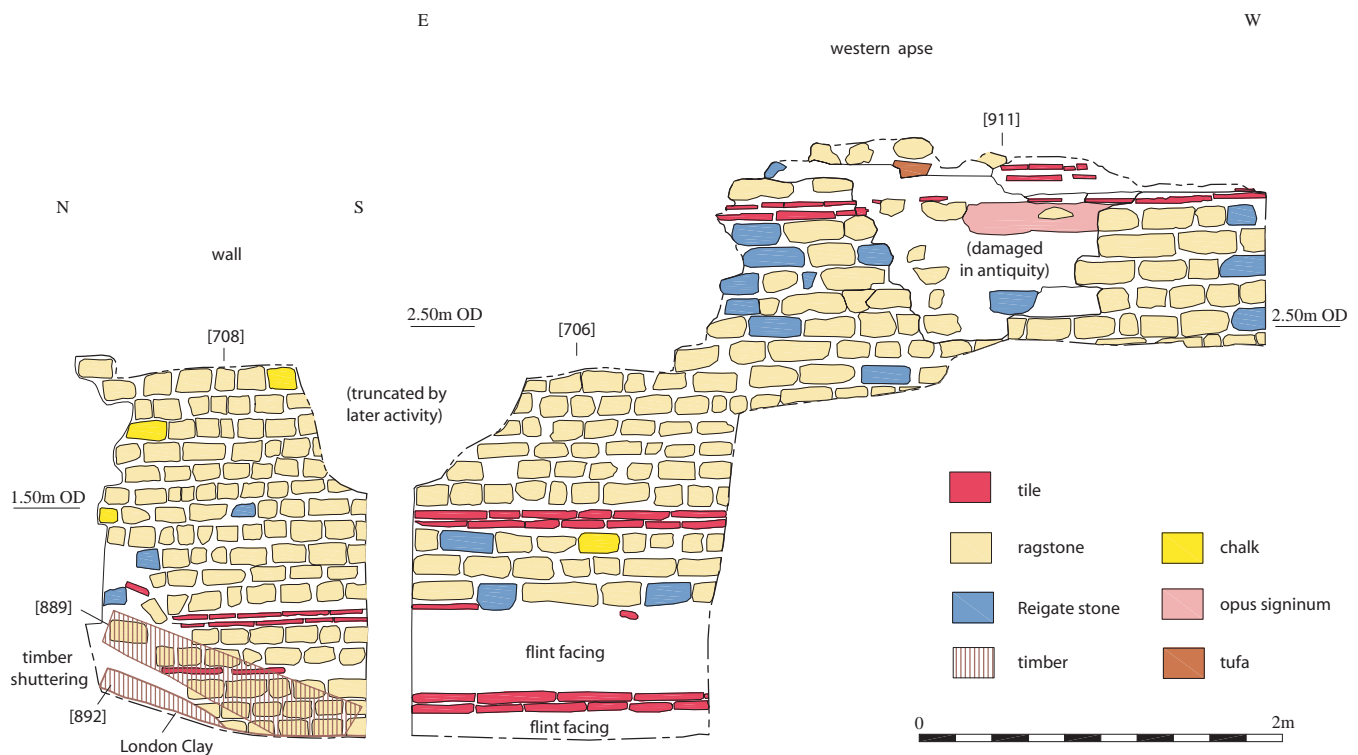 E
W
western apse
[911]
N
S
wall
(damaged
in antiquity)
2.50m OD
2.50m OD
[706]
[708]
(truncated by
later activity)
1.50m OD
tile
ragstone
chalk
[889]
Reigate stone
opus signinum
timber
shuttering
flint facing
timber
tufa
[892]
flint facing
London Clay
0
2m